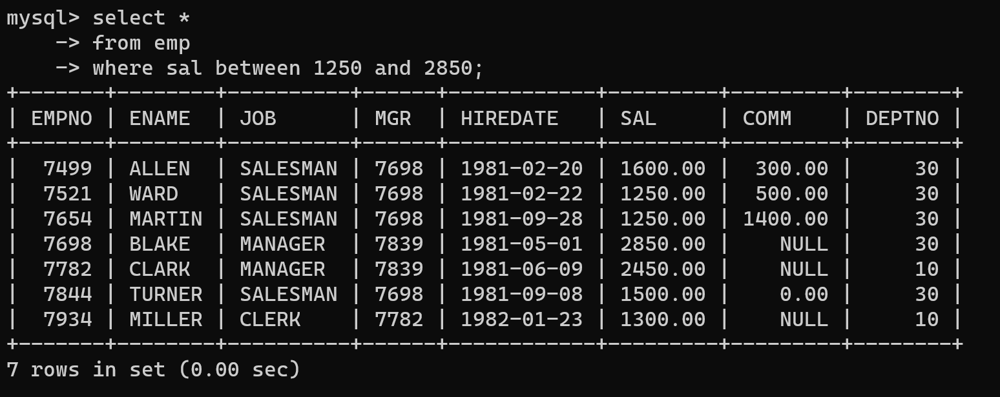 mysql> select *
    -> from emp
    -> where sal between 1250 and 2850;
+-------+--------+----------+------+------------+---------+---------+--------+
| EMPNO | ENAME  | JOB      | MGR  | HIREDATE   | SAL     | COMM    | DEPTNO |
+-------+--------+----------+------+------------+---------+---------+--------+
|  7499 | ALLEN  | SALESMAN | 7698 | 1981-02-20 | 1600.00 |  300.00 |     30 |
|  7521 | WARD   | SALESMAN | 7698 | 1981-02-22 | 1250.00 |  500.00 |     30 |
|  7654 | MARTIN | SALESMAN | 7698 | 1981-09-28 | 1250.00 | 1400.00 |     30 |
|  7698 | BLAKE  | MANAGER  | 7839 | 1981-05-01 | 2850.00 |    NULL |     30 |
|  7782 | CLARK  | MANAGER  | 7839 | 1981-06-09 | 2450.00 |    NULL |     10 |
|  7844 | TURNER | SALESMAN | 7698 | 1981-09-08 | 1500.00 |    0.00 |     30 |
|  7934 | MILLER | CLERK    | 7782 | 1982-01-23 | 1300.00 |    NULL |     10 |
+-------+--------+----------+------+------------+---------+---------+--------+
7 rows in set (0.00 sec)